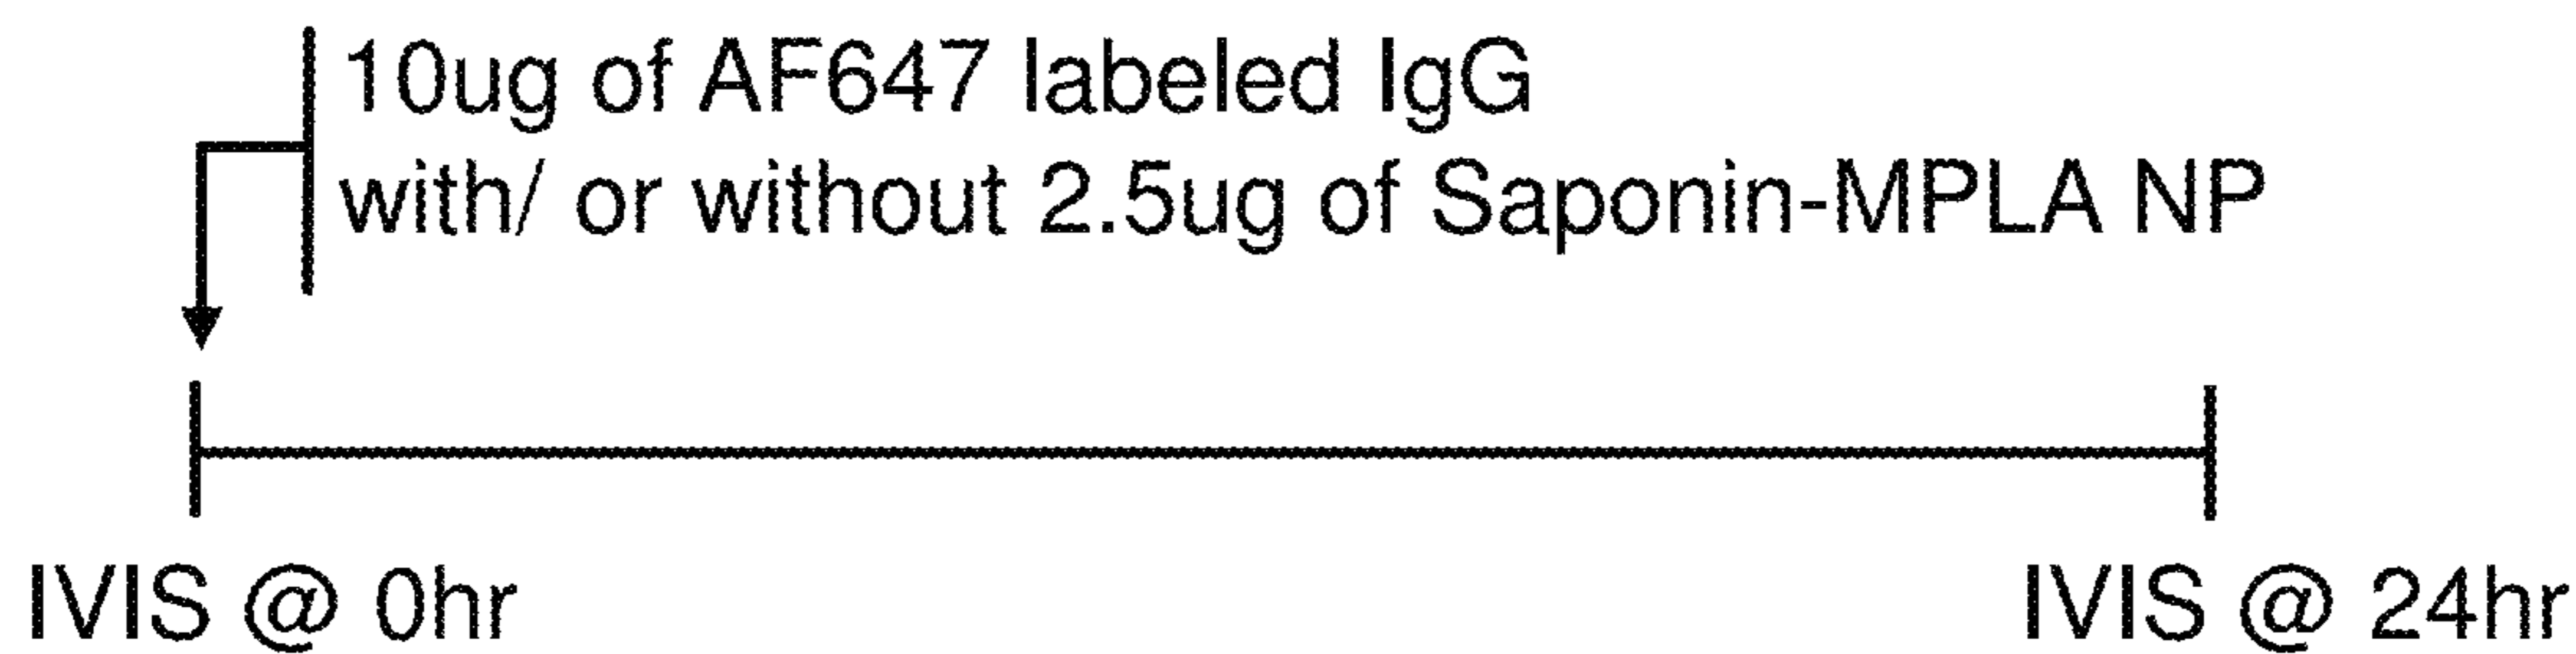 10ug of AF647 labeled IgG
with/ or without 2.5ug of Saponin-MPLA NP
IVIS @ 0hr
IVIS @ 24hr